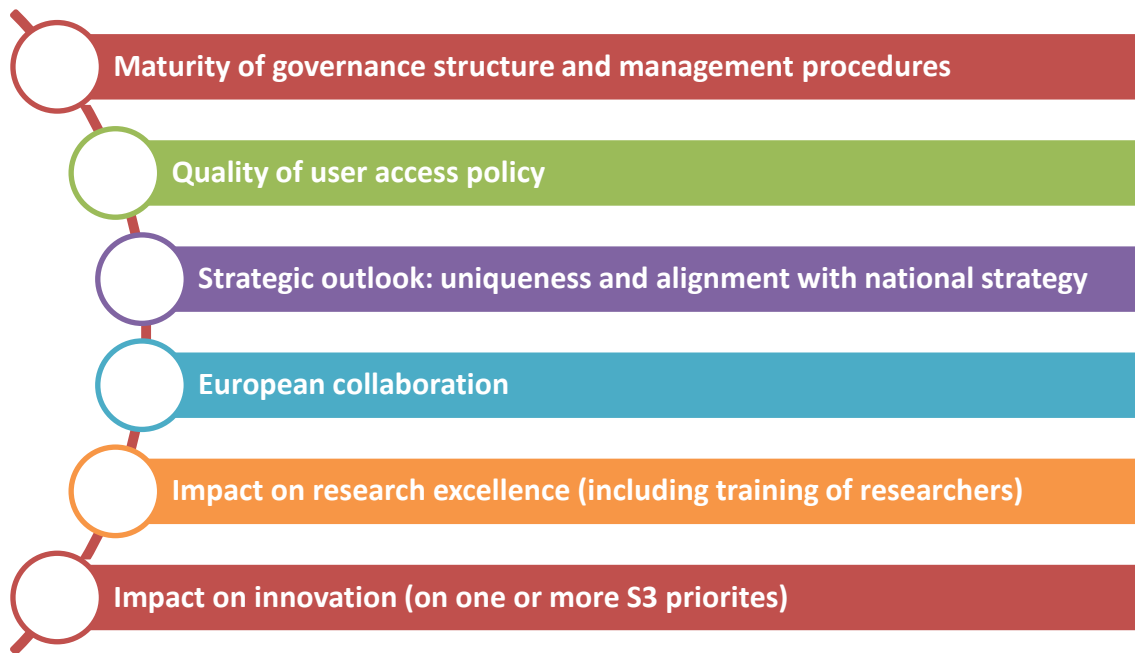 Maturity of governance structure and management procedures
Quality of user access policy
Strategic outlook: uniqueness and alignment with national strategy
European collaboration
Impact on research excellence (including training of researchers)
Impact on innovation (on one or more S3 priorites)